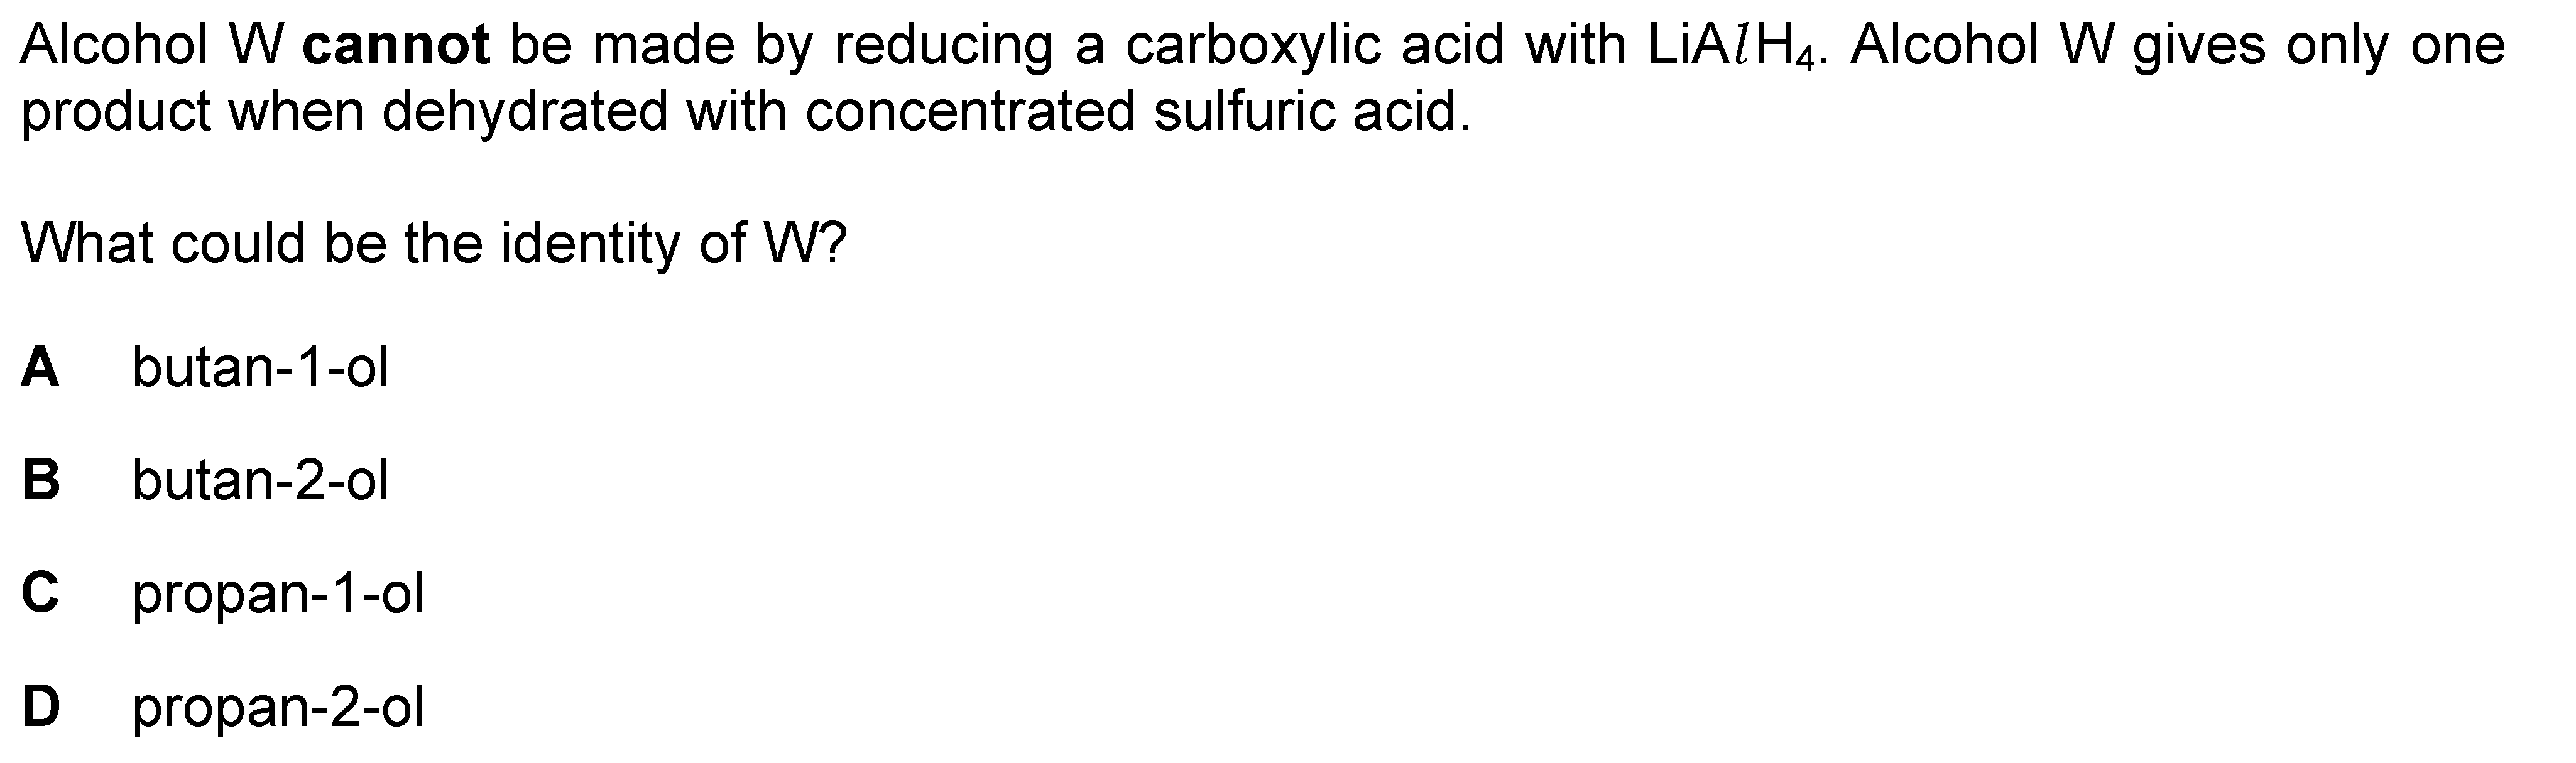 Alcohol W cannot be made by reducing a carboxylic acid with LiAlH₄. Alcohol W gives only one
product when dehydrated with concentrated sulfuric acid.
What could be the identity of W?
A butan-1-ol
B butan-2-ol
C propan-1-ol
D propan-2-ol